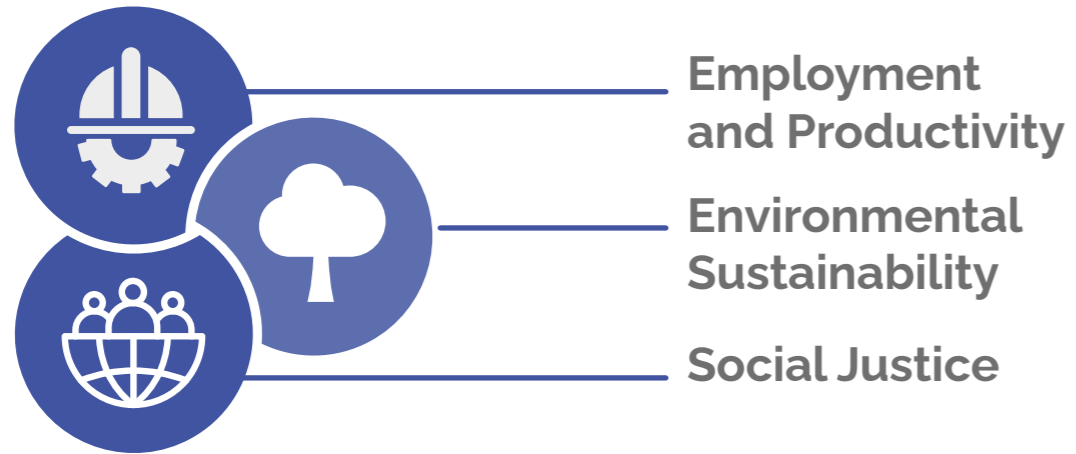 Employment
and Productivity
Environmental
Sustainability
Social Justice